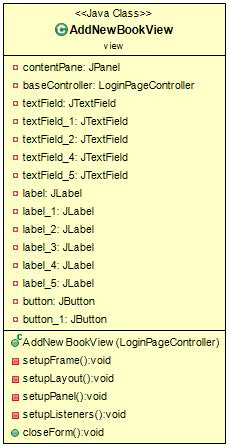 <<Java Class>>
AddNewBookView
view
contentPane: JPanel
baseController: LoginPageController
textField: JTextField
textField_1: JTextField
textField_2: JTextField
textField_4: JTextField
textField_5: JTextField
label: JLabel
label_1: JLabel
label_2: JLabel
label_3: JLabel
label_4: JLabel
label_5: JLabel
button: JButton
button_1: JButton
AddNewBookView(LoginPageController)
setupFrame():void
setupLayout():void
setupPanel():void
setupListeners():void
closeForm():void